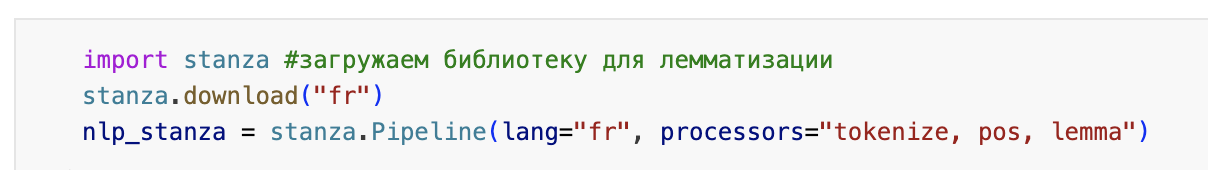 import stanza #загружаем библиотеку для лемматизации
stanza.download("fr")
nlp_stanza = stanza.Pipeline(lang="fr", processors="tokenize, pos, lemma")